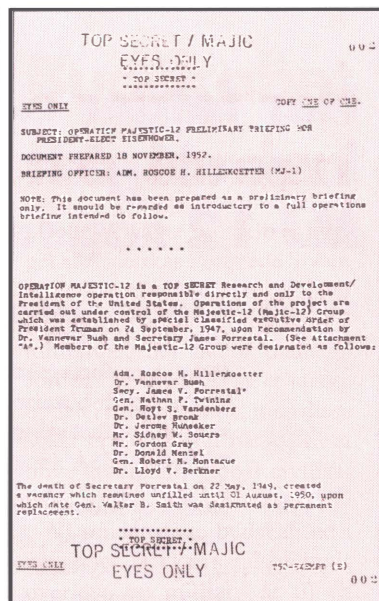 TOP SECRET / MAJIC
EYES ONLY
002
* TOP SECRET *
EYES ONLY
COPY ONE OF ONE.
SUBJECT: OPERATION MAJESTIC-12 PRELIMINARY BRIEFING FOR
PRESIDENT-ELECT EISENHOWER.
DOCUMENT PREPARED 18 NOVEMBER, 1952.
BRIEFING OFFICER: ADM. ROSCOE H. HILLENKOETTER (MJ-1)
NOTE: This document has been prepared as a preliminary briefing
only. It should be regarded as introductory to a full operations
briefing intended to follow.
* * * * * *
OPERATION MAJESTIC-12 is a TOP SECRET Research and Development/
Intelligence operation responsible directly and only to the
President of the United States. Operations of the project are
carried out under control of the Majestic-12 (Majic-12) Group
which was established by special classified executive order of
President Truman on 24 September, 1947, upon recommendation by
Dr. Vannevar Bush and Secretary James Forrestal. (See Attachment
"A".) Members of the Majestic-12 Group were designated as follows:
Adm. Roscoe H. Hillenkoetter
Dr. Vannevar Bush
Secy. James V. Forrestal*
Gen. Nathan F. Twining
Gen. Hoyt S. Vandenberg
Dr. Detlev Bronk
Dr. Jerome Hunsaker
Mr. Sidney W. Souers
Mr. Gordon Gray
Dr. Donald Menzel
Gen. Robert M. Montague
Dr. Lloyd V. Berkner
The death of Secretary Forrestal on 22 May, 1949, created
a vacancy which remained unfilled until 01 August, 1950, upon
which date Gen. Walter B. Smith was designated as permanent
replacement.
**************
* TOP SECRET *
TOP SECRET / MAJIC
EYES ONLY
EYES ONLY
T52-EXEMPT (E)
002